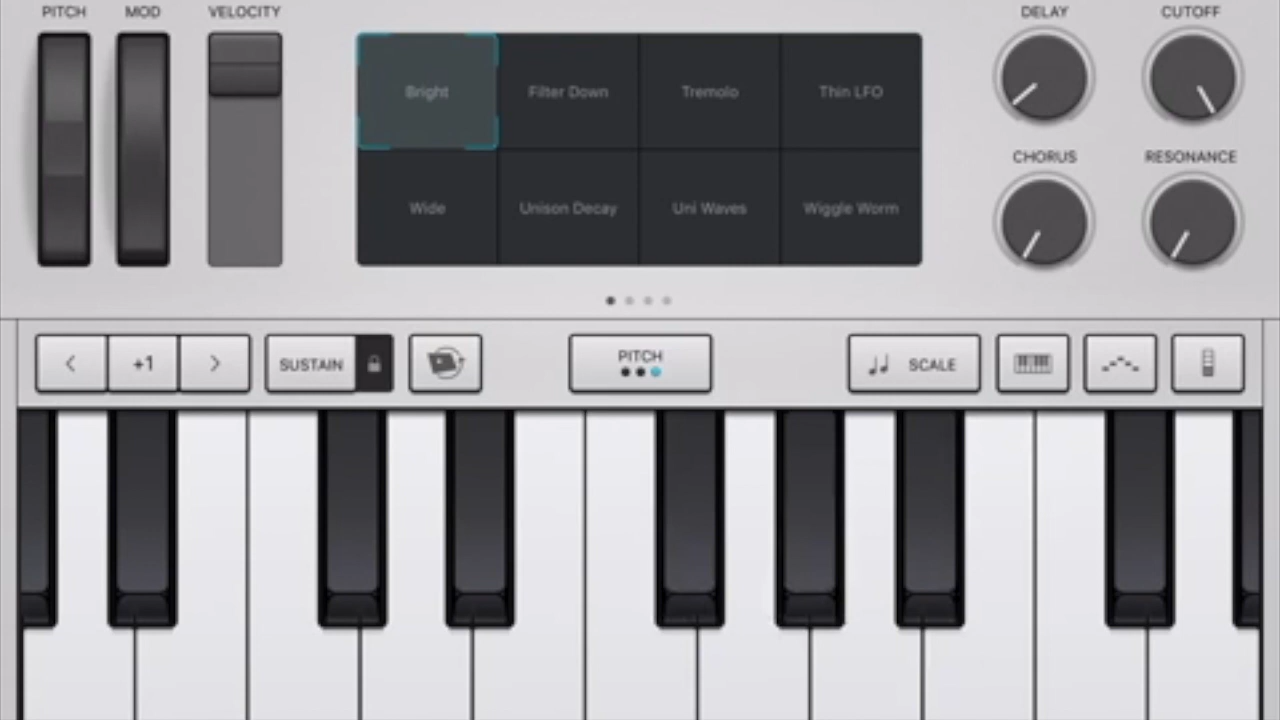 PITCH MOD VELOCITY DELAY CUTOFF
Bright Filter Down Tremolo Thin LFO
CHORUS RESONANCE
Wide Unison Decay Uni Waves Wiggle Worm
+1 SUSTAIN PITCH SCALE